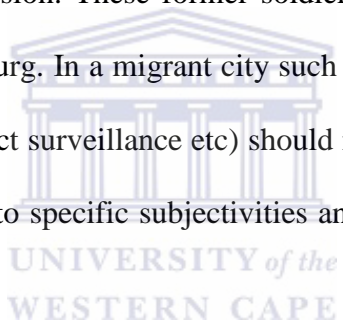 sion. These former soldier
urg. In a migrant city such
ct surveillance etc) should
to specific subjectivities an
UNIVERSITY of the
WESTERN CAPE